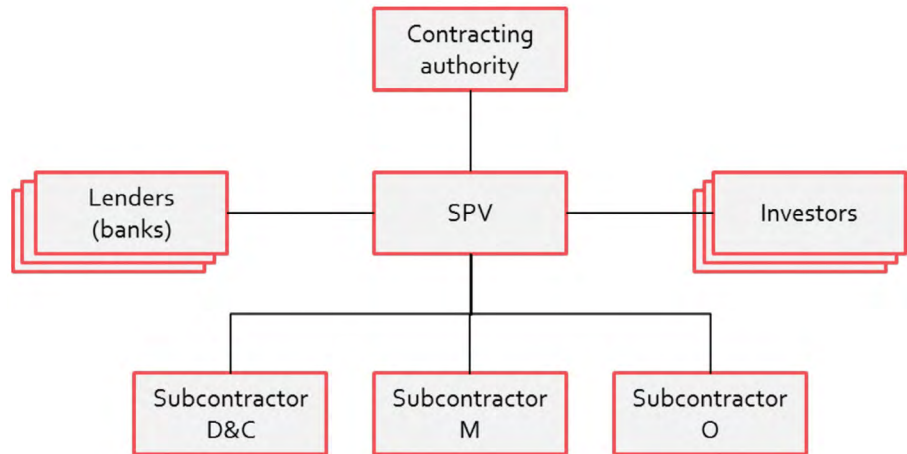 Contracting
authority
Lenders
(banks)
SPV
Investors
Subcontractor
D&C
Subcontractor
M
Subcontractor
O